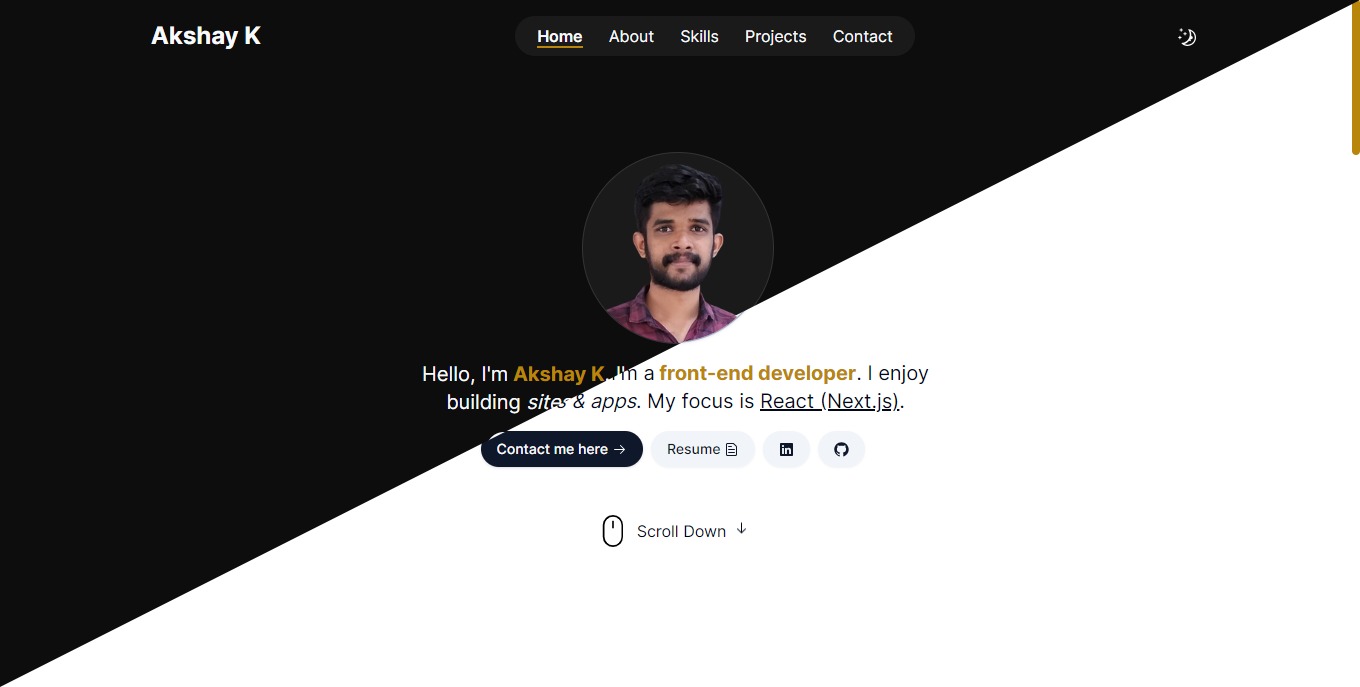 Akshay K
Home About Skills Projects Contact
Hello, I'm Akshay K. I'm a front-end developer. I enjoy
building sites & apps. My focus is React (Next.js).
Contact me here → Resume
Scroll Down ↓